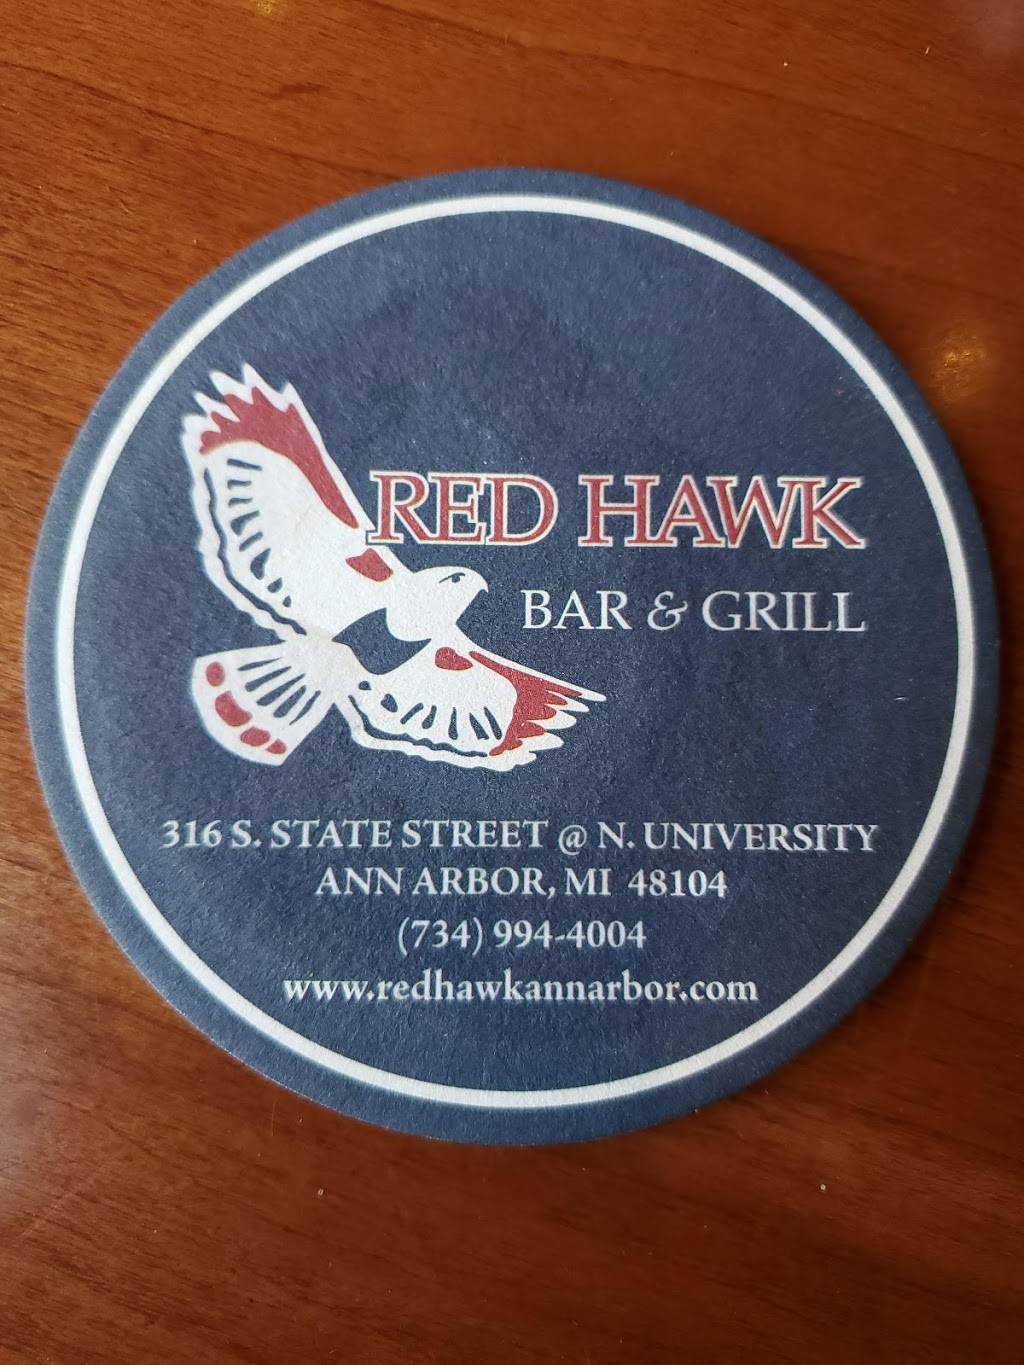 RED HAWK
BAR & GRILL
316 S. STATE STREET @ N. UNIVERSITY
ANN ARBOR, MI 48104
(734) 994-4004
www.redhawkannarbor.com